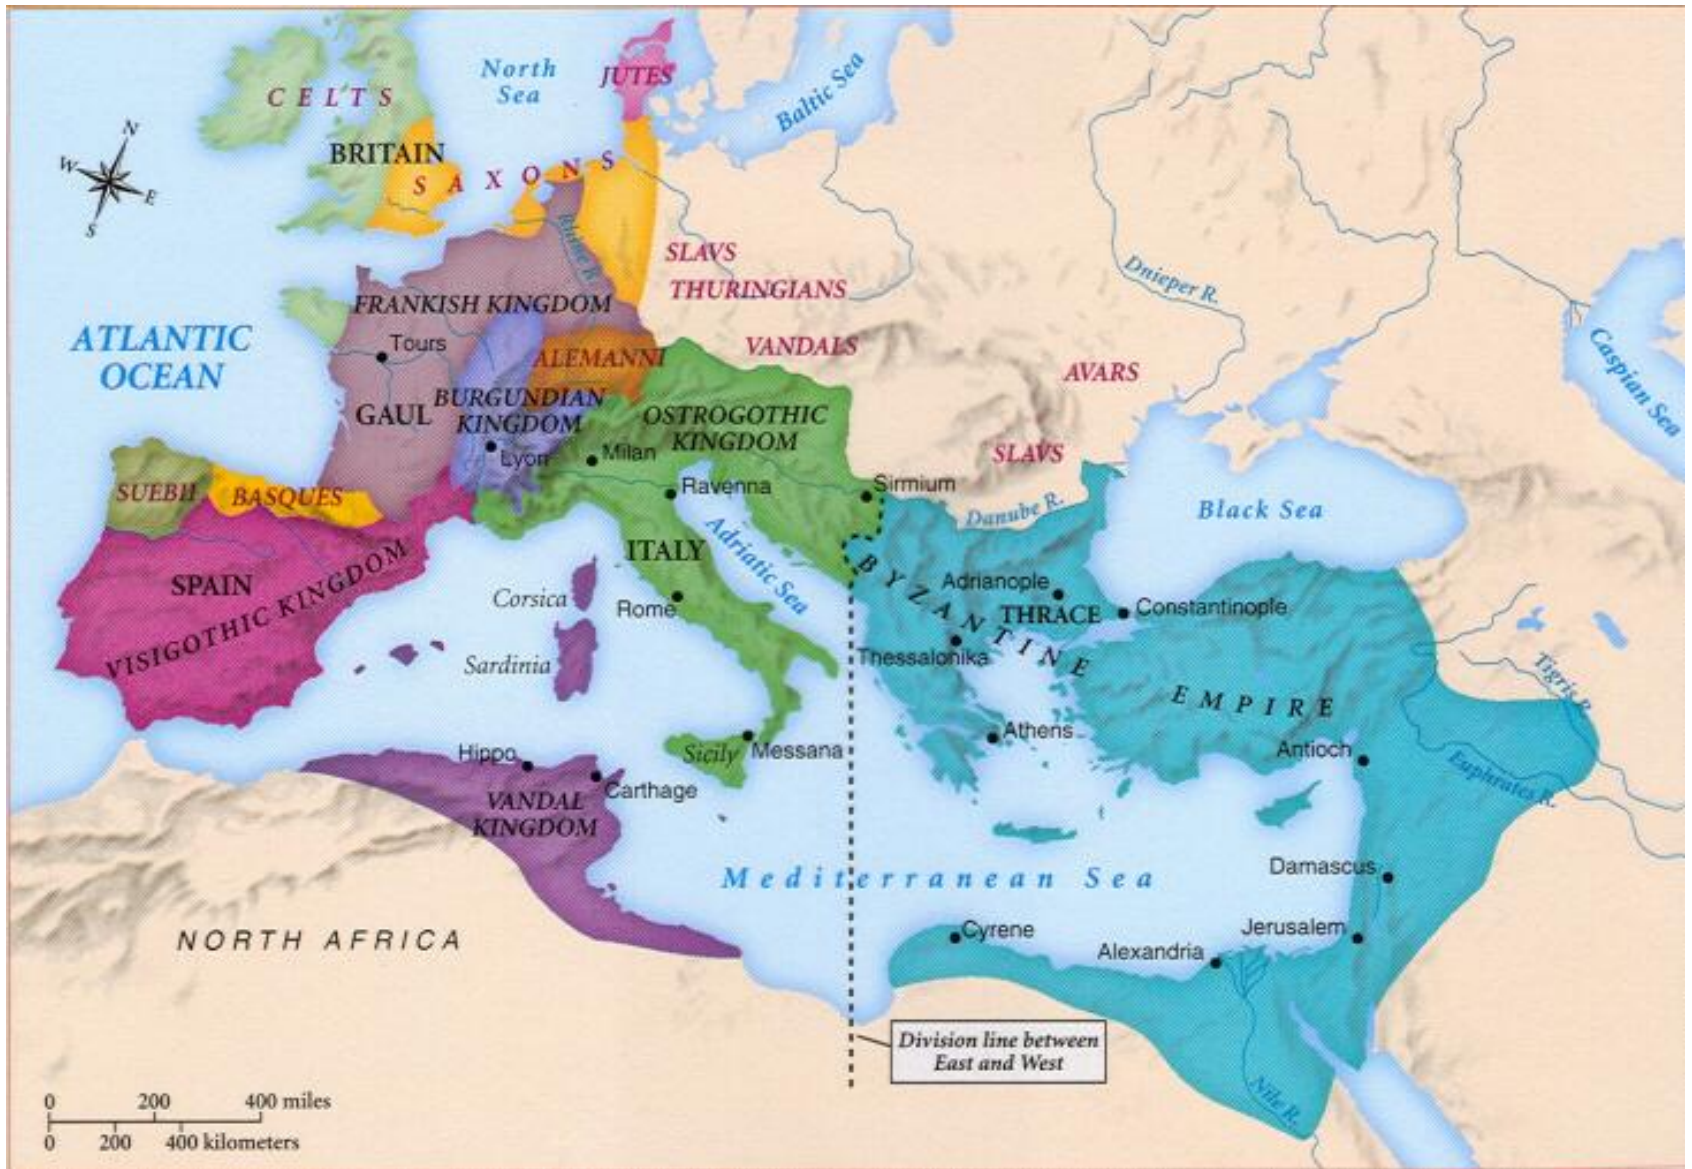 North
Sea
JUTES
Baltic Sea
CELTS
N
W
E
S
BRITAIN
SAXONS
Rhine R.
SLAVS
THURINGIANS
Dnieper R.
FRANKISH KINGDOM
ATLANTIC
OCEAN
Tours
ALEMANNI
VANDALS
AVARS
Caspian Sea
GAUL
BURGUNDIAN
KINGDOM
OSTROGOTHIC
KINGDOM
Lyon
Milan
SLAVS
SUEBII
BASQUES
Ravenna
Sirmium
Danube R.
Black Sea
Adriatic Sea
ITALY
SPAIN
VISIGOTHIC KINGDOM
Corsica
Rome
Sardinia
BYZANTINE
EMPIRE
Adrianople
THRACE
Constantinople
Thessalonika
Tigris R.
Athens
Antioch
Euphrates R.
Hippo
Sicily
Messana
Carthage
VANDAL
KINGDOM
Mediterranean Sea
Damascus
NORTH AFRICA
Cyrene
Alexandria
Jerusalem
Division line between
East and West
Nile R.
0 200 400 miles
0 200 400 kilometers